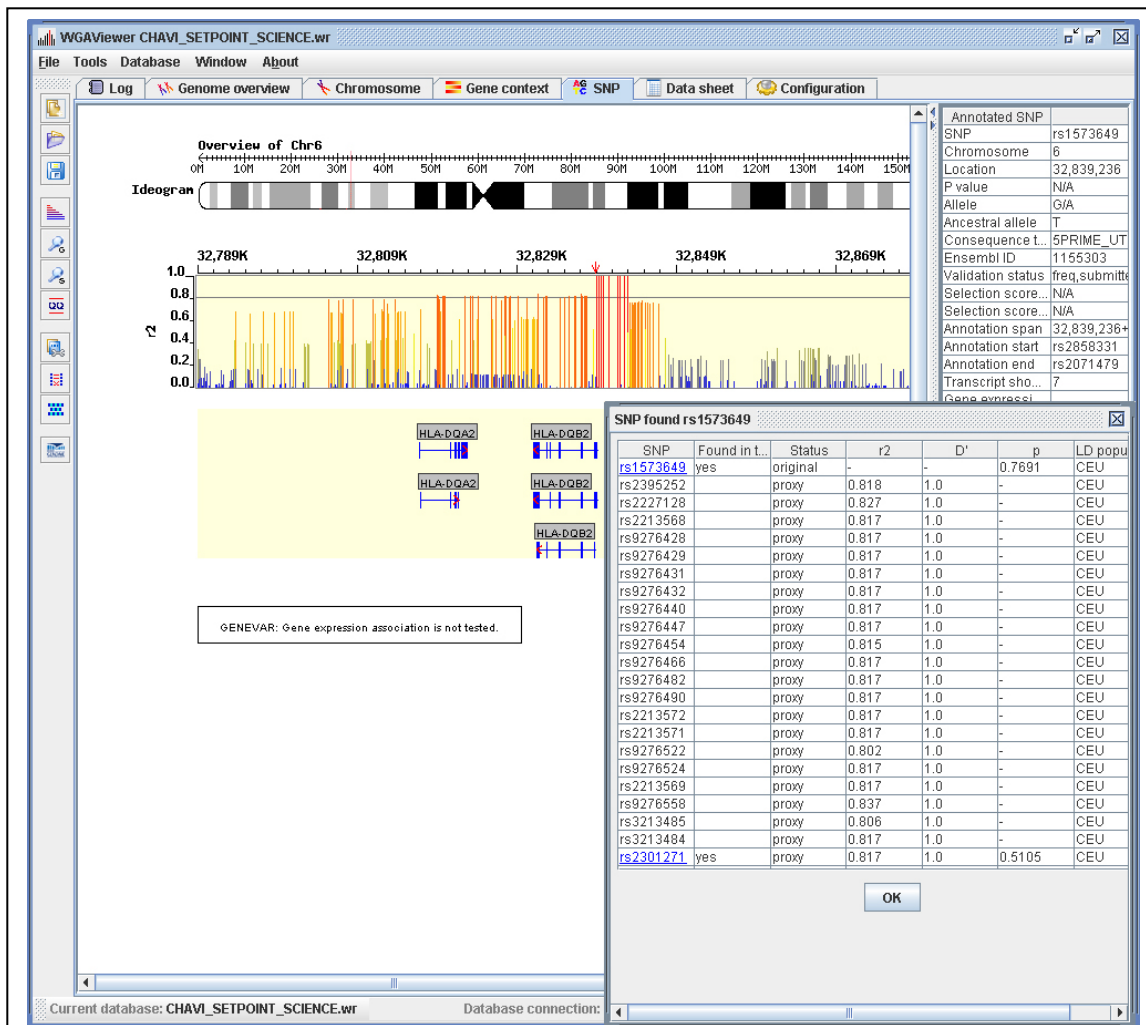 WGAViewer CHAVI_SETPOINT_SCIENCE.wr
File Tools Database Window About
Log Genome overview Chromosome Gene context SNP Data sheet Configuration
Overview of Chr6
0M 10M 20M 30M 40M 50M 60M 70M 80M 90M 100M 110M 120M 130M 140M 150M
Ideogram
32,789K 32,809K 32,829K 32,849K 32,869K
r2
1.0
0.8
0.6
0.4
0.2
0.0
HLA-DQA2 HLA-DQB2
HLA-DQA2 HLA-DQB2
HLA-DQB2
GENEVAR: Gene expression association is not tested.
QQ
Annotated SNP
SNP rs1573649
Chromosome 6
Location 32,839,236
P value N/A
Allele G/A
Ancestral allele T
Consequence t... 5PRIME_UT
Ensembl ID 1155303
Validation status freq,submitte
Selection score... N/A
Selection score... N/A
Annotation span 32,839,236+
Annotation start rs2858331
Annotation end rs2071479
Transcript sho... 7
Gene expressi...
SNP found rs1573649
SNP Found in t... Status r2 D' p LD popu
rs1573649 yes original - - 0.7691 CEU
rs2395252 proxy 0.818 1.0 - CEU
rs2227128 proxy 0.827 1.0 - CEU
rs2213568 proxy 0.817 1.0 - CEU
rs9276428 proxy 0.817 1.0 - CEU
rs9276429 proxy 0.817 1.0 - CEU
rs9276431 proxy 0.817 1.0 - CEU
rs9276432 proxy 0.817 1.0 - CEU
rs9276440 proxy 0.817 1.0 - CEU
rs9276447 proxy 0.817 1.0 - CEU
rs9276454 proxy 0.815 1.0 - CEU
rs9276466 proxy 0.817 1.0 - CEU
rs9276482 proxy 0.817 1.0 - CEU
rs9276490 proxy 0.817 1.0 - CEU
rs2213572 proxy 0.817 1.0 - CEU
rs2213571 proxy 0.817 1.0 - CEU
rs9276522 proxy 0.802 1.0 - CEU
rs9276524 proxy 0.817 1.0 - CEU
rs2213569 proxy 0.817 1.0 - CEU
rs9276558 proxy 0.837 1.0 - CEU
rs3213485 proxy 0.806 1.0 - CEU
rs3213484 proxy 0.817 1.0 - CEU
rs2301271 yes proxy 0.817 1.0 0.5105 CEU
OK
Current database: CHAVI_SETPOINT_SCIENCE.wr Database connection: